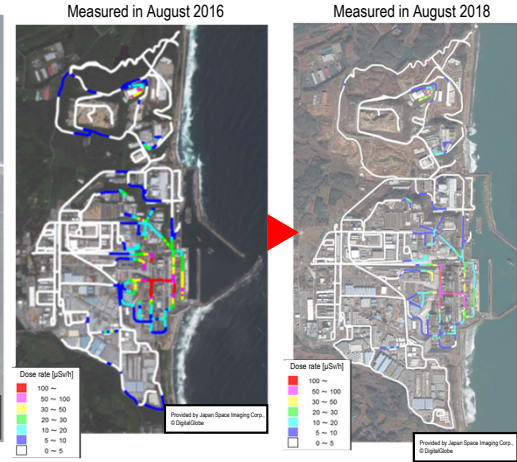 Measured in August 2016
Measured in August 2018
Dose rate [μSv/h]
100 ~
50 ~ 100
30 ~ 50
20 ~ 30
10 ~ 20
5 ~ 10
0 ~ 5
Provided by Japan Space Imaging Corp.,
© DigitalGlobe
Dose rate [μSv/h]
100 ~
50 ~ 100
30 ~ 50
20 ~ 30
10 ~ 20
5 ~ 10
0 ~ 5
Provided by Japan Space Imaging Corp.,
© DigitalGlobe